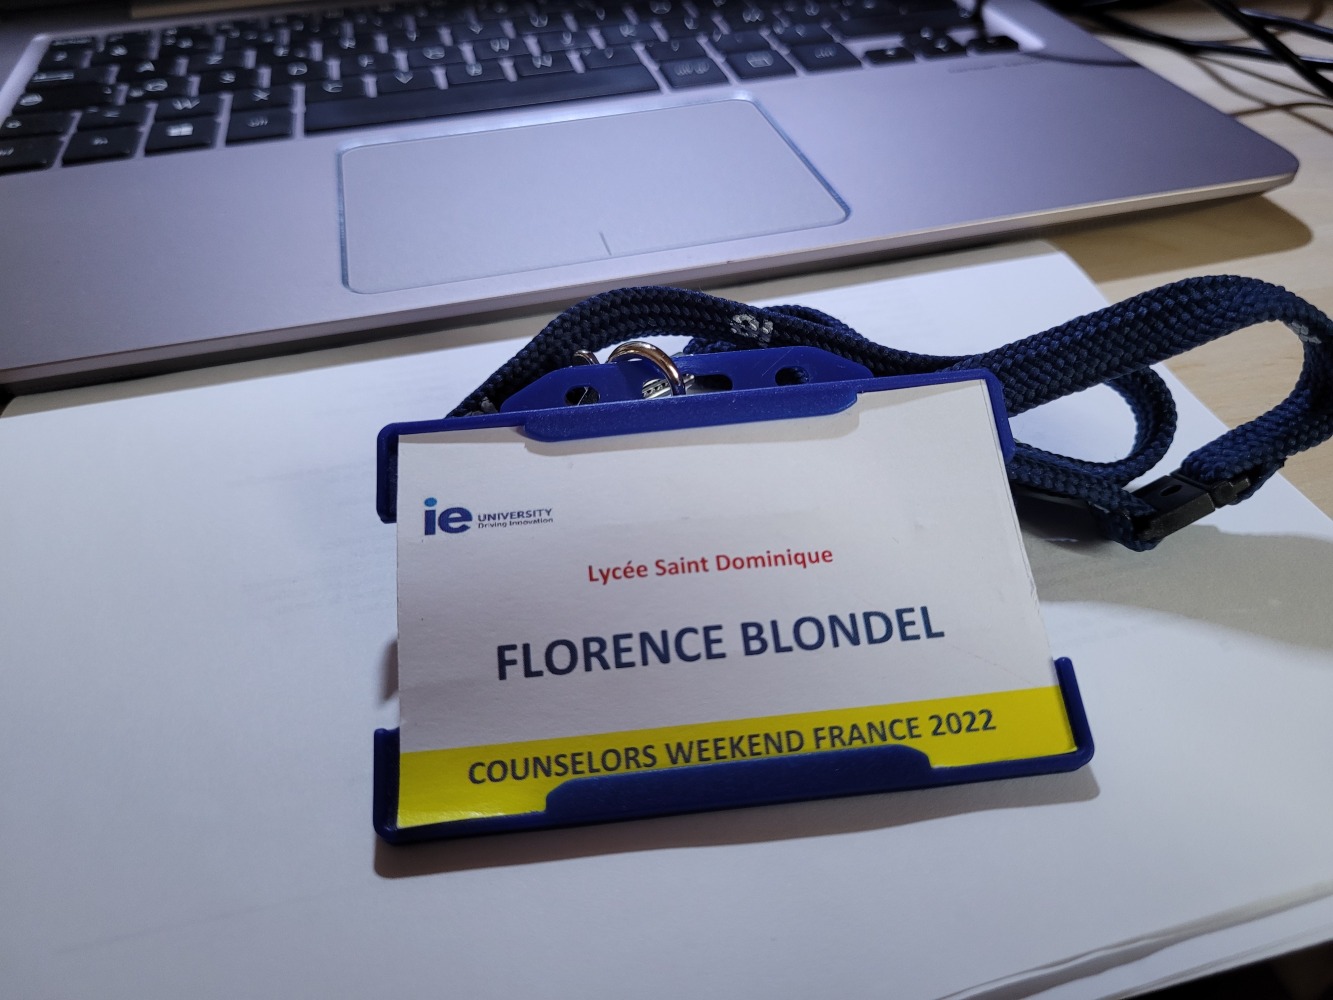 ie UNIVERSITY
Driving Innovation
Lycée Saint Dominique
FLORENCE BLONDEL
COUNSELORS WEEKEND FRANCE 2022